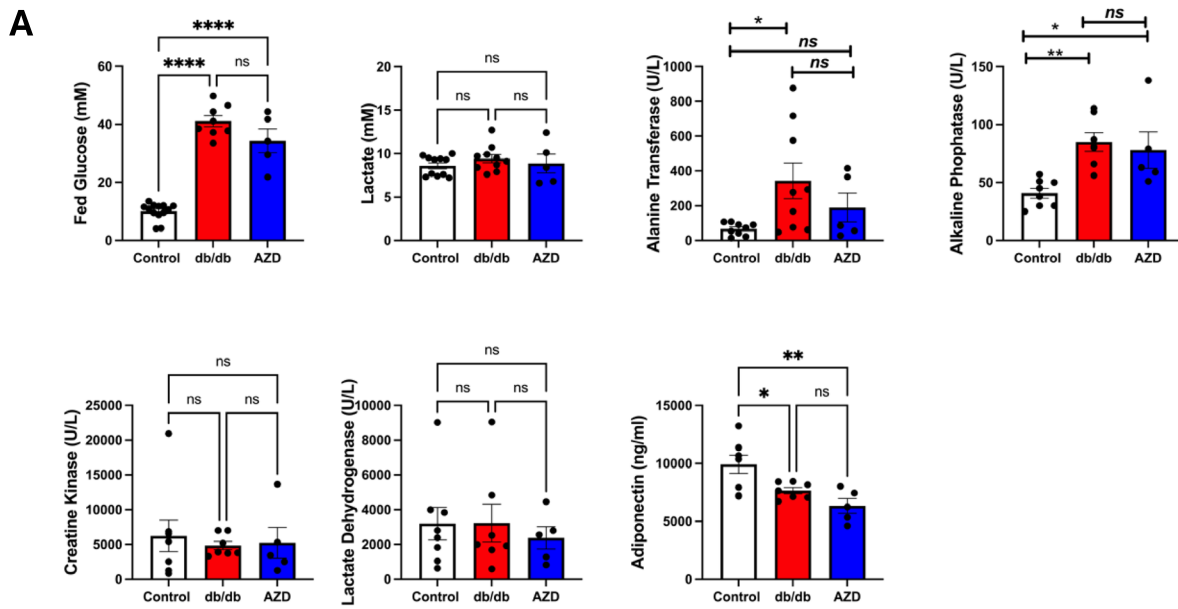 A
Fed Glucose (mM)
60
40
20
0
****
****
ns
Control db/db AZD
Lactate (mM)
20
15
10
5
0
ns
ns
ns
Control db/db AZD
Alanine Transferase (U/L)
1000
800
600
400
200
0
*
ns
ns
Control db/db AZD
Alkaline Phophatase (U/L)
150
100
50
0
ns
*
**
Control db/db AZD
Creatine Kinase (U/L)
25000
20000
15000
10000
5000
0
ns
ns
ns
Control db/db AZD
Lactate Dehydrogenase (U/L)
10000
8000
6000
4000
2000
0
ns
ns
ns
Control db/db AZD
Adiponectin (ng/ml)
15000
10000
5000
0
**
*
ns
Control db/db AZD